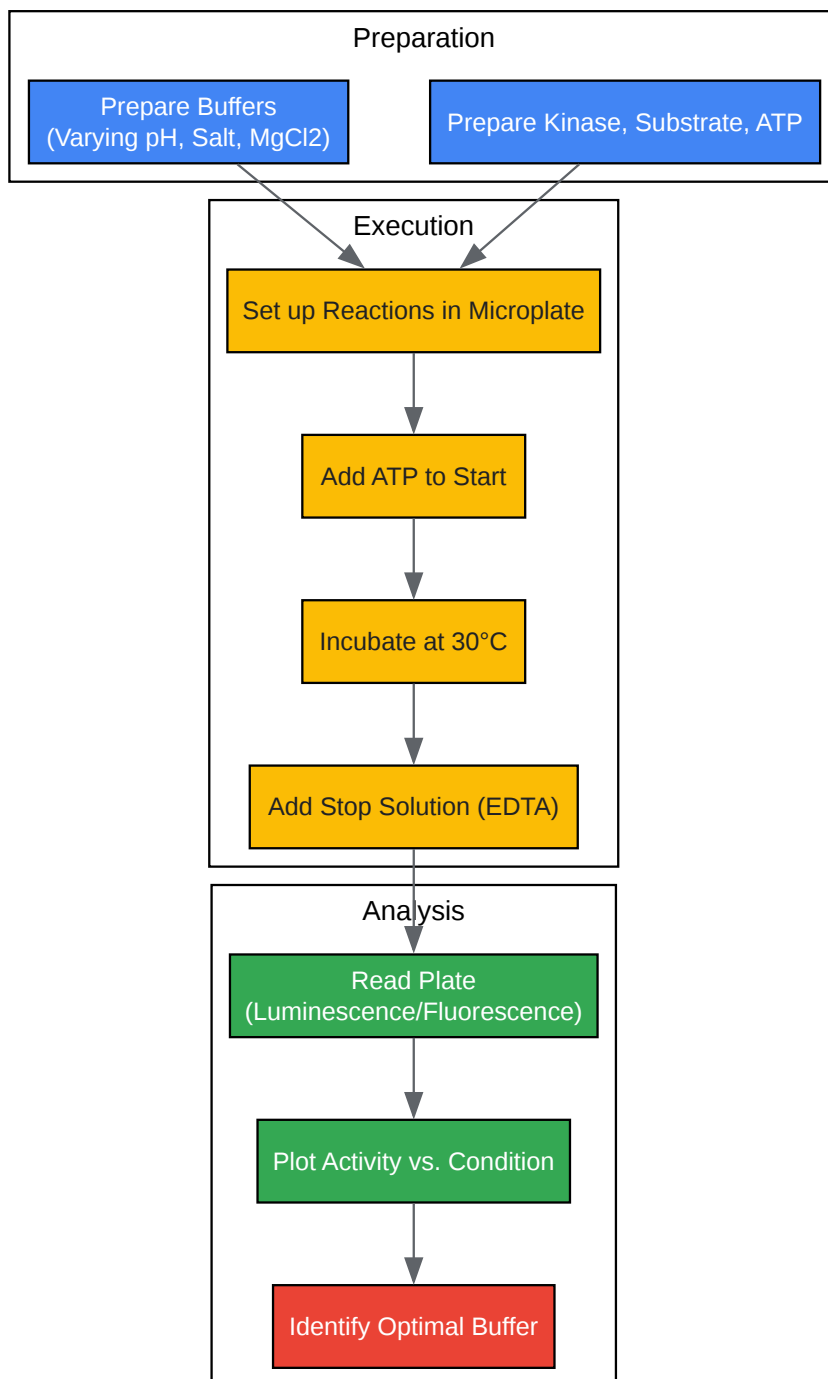 Preparation
Prepare Buffers
(Varying pH, Salt, MgCl2)
Prepare Kinase, Substrate, ATP
Execution
Set up Reactions in Microplate
Add ATP to Start
Incubate at 30°C
Add Stop Solution (EDTA)
Analysis
Read Plate
(Luminescence/Fluorescence)
Plot Activity vs. Condition
Identify Optimal Buffer